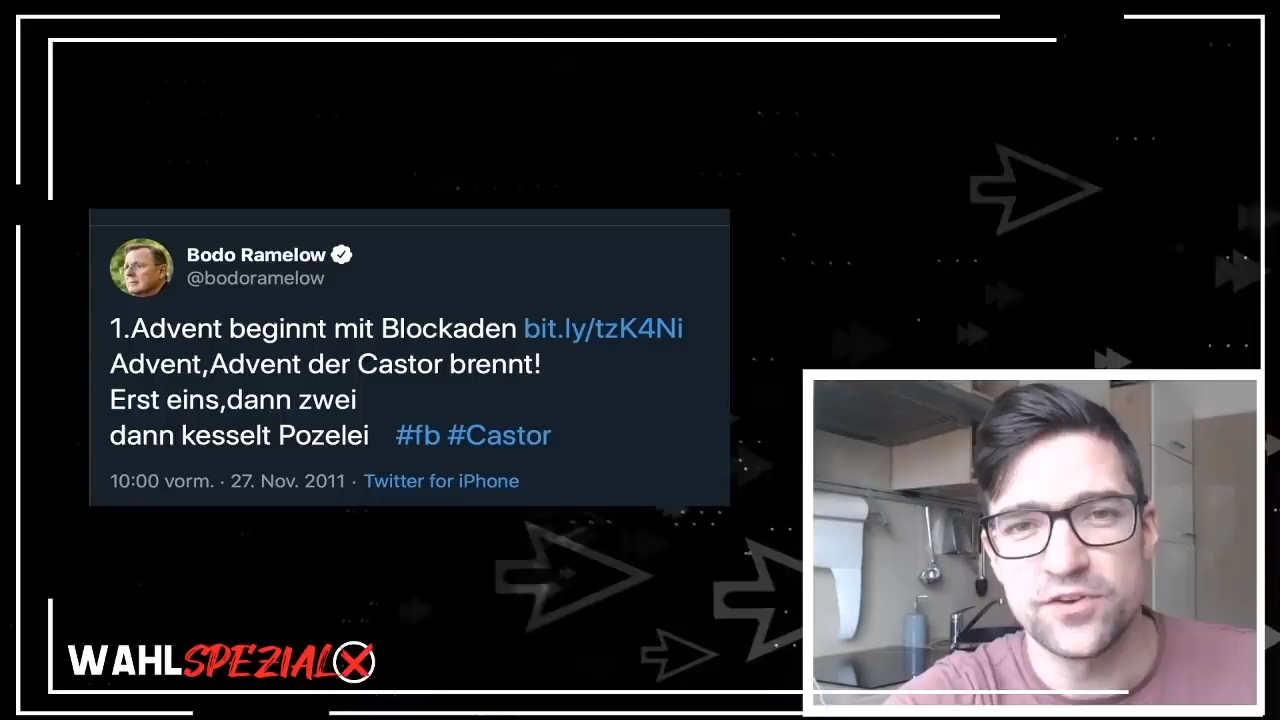 Bodo Ramelow
@bodoramelow
1.Advent beginnt mit Blockaden bit.ly/tzK4Ni
Advent,Advent der Castor brennt!
Erst eins,dann zwei
dann kesselt Pozelei #fb #Castor
10:00 vorm. · 27. Nov. 2011 · Twitter for iPhone
WAHLSPEZIAL